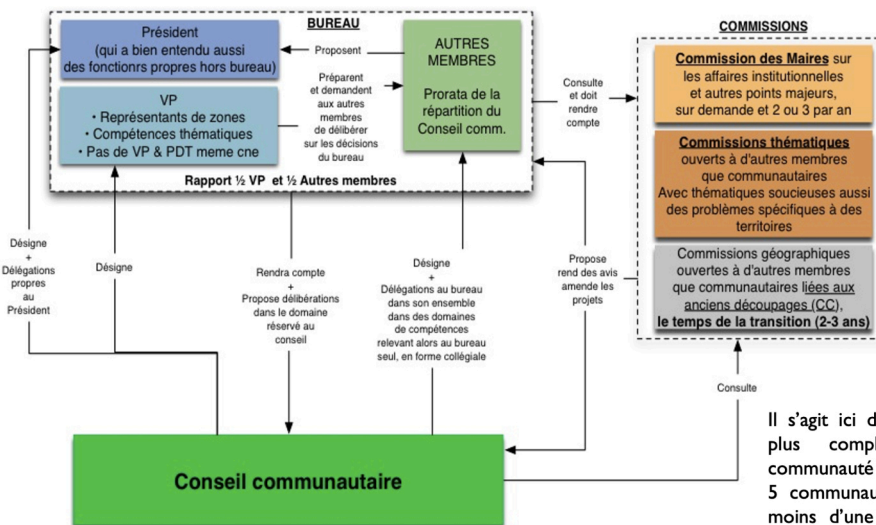 BUREAU
Président
(qui a bien entendu aussi
des fonctionrs propres hors bureau)
VP
• Représentants de zones
• Compétences thématiques
• Pas de VP & PDT meme cne
Proposent
Préparent
et demandent
aux autres
membres
de délibérer
sur les décisions
du bureau
AUTRES
MEMBRES
Prorata de la
répartition du
Conseil comm.
Rapport ½ VP et ½ Autres membres
Consulte
et doit
rendre
compte
COMMISSIONS
Commission des Maires sur
les affaires institutionnelles
et autres points majeurs,
sur demande et 2 ou 3 par an
Commissions thématiques
ouverts à d'autres membres
que communautaires
Avec thématiques soucieuses aussi
des problèmes spécifiques à des
territoires
Commissions géographiques
ouvertes à d'autres membres
que communautaires liées aux
anciens découpages (CC),
le temps de la transition (2-3 ans)
Désigne
+
Délégations
propres
au
Président
Désigne
Rendra compte
+
Propose délibérations
dans le domaine
réservé au
conseil
Désigne
+
Délégations au bureau
dans son ensemble
dans des domaines
de compétences
relevant alors au bureau
seul, en forme collégiale
Propose
rend des avis
amende les
projets
Consulte
Conseil communautaire
Il s'agit ici d
plus compl
communauté
5 communau
moins d'une